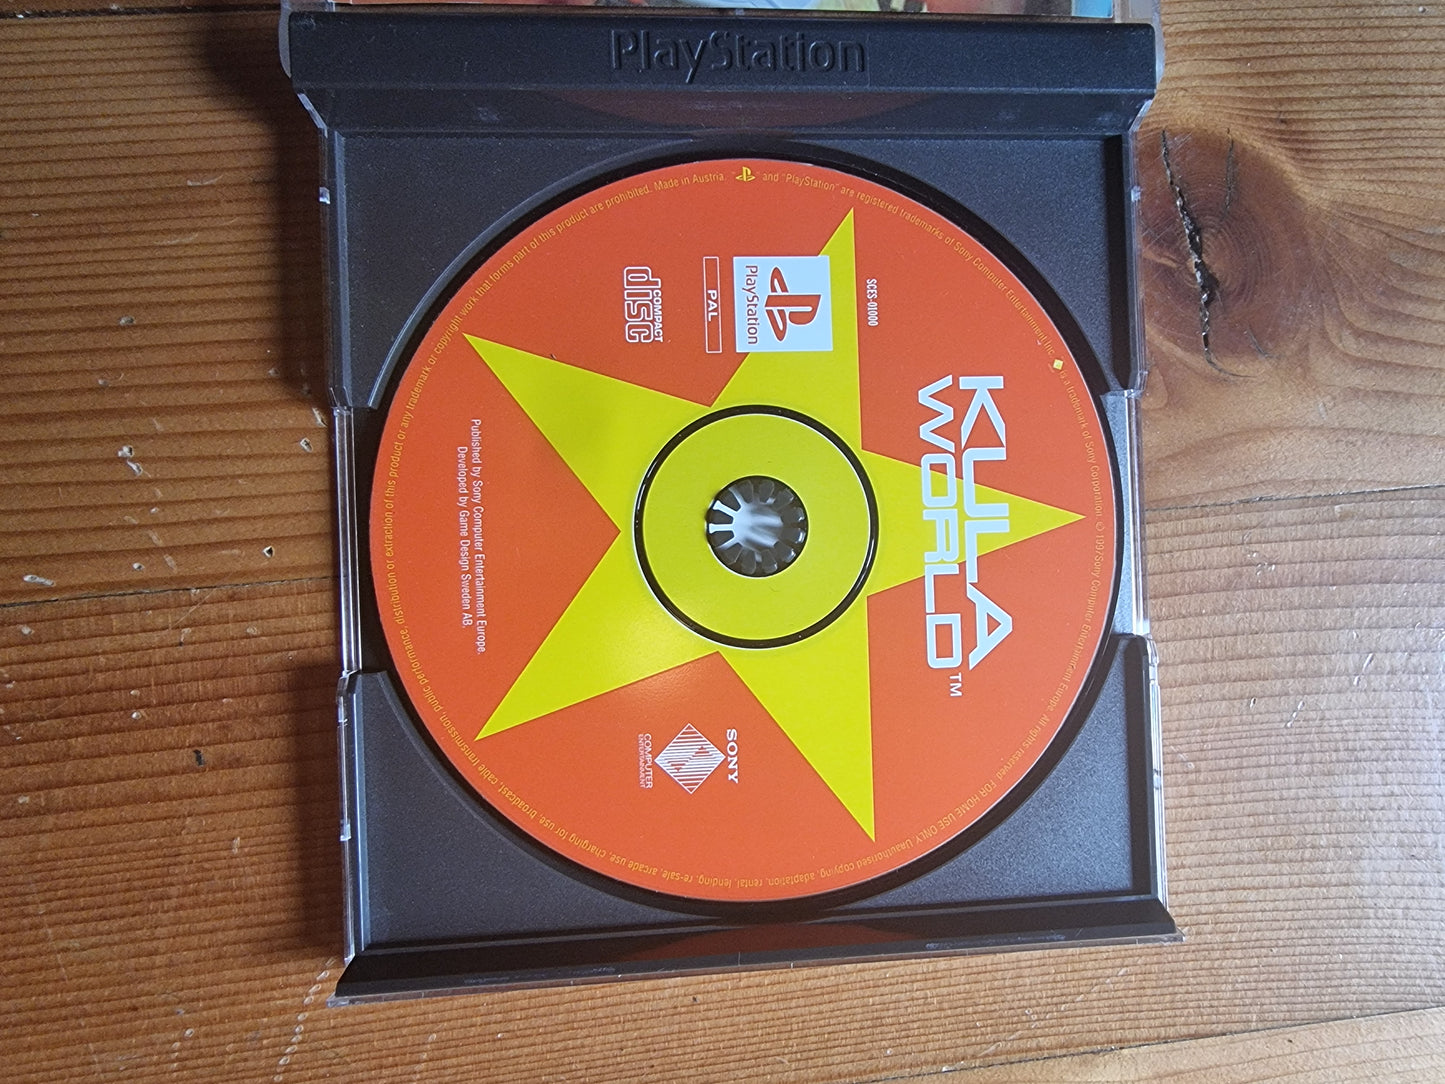 PlayStation
KULA
WORLD™
SCES-01000
PlayStation
PAL
COMPACT
disc
SONY
COMPUTER
ENTERTAINMENT
Published by Sony Computer Entertainment Europe.
Developed by Game Design Sweden AB.
" " and "PlayStation" are registered trademarks of Sony Computer Entertainment Inc. is a trademark of Sony Corporation. © 1997 Sony Computer Entertainment Europe. All rights reserved. FOR HOME USE ONLY. Unauthorised copying, adaptation, rental, lending, re-sale, arcade use, charging for use, broadcast, cable transmission, public performance, distribution or extraction of this product or any trademark or copyright work that forms part of this product are prohibited. Made in Austria.